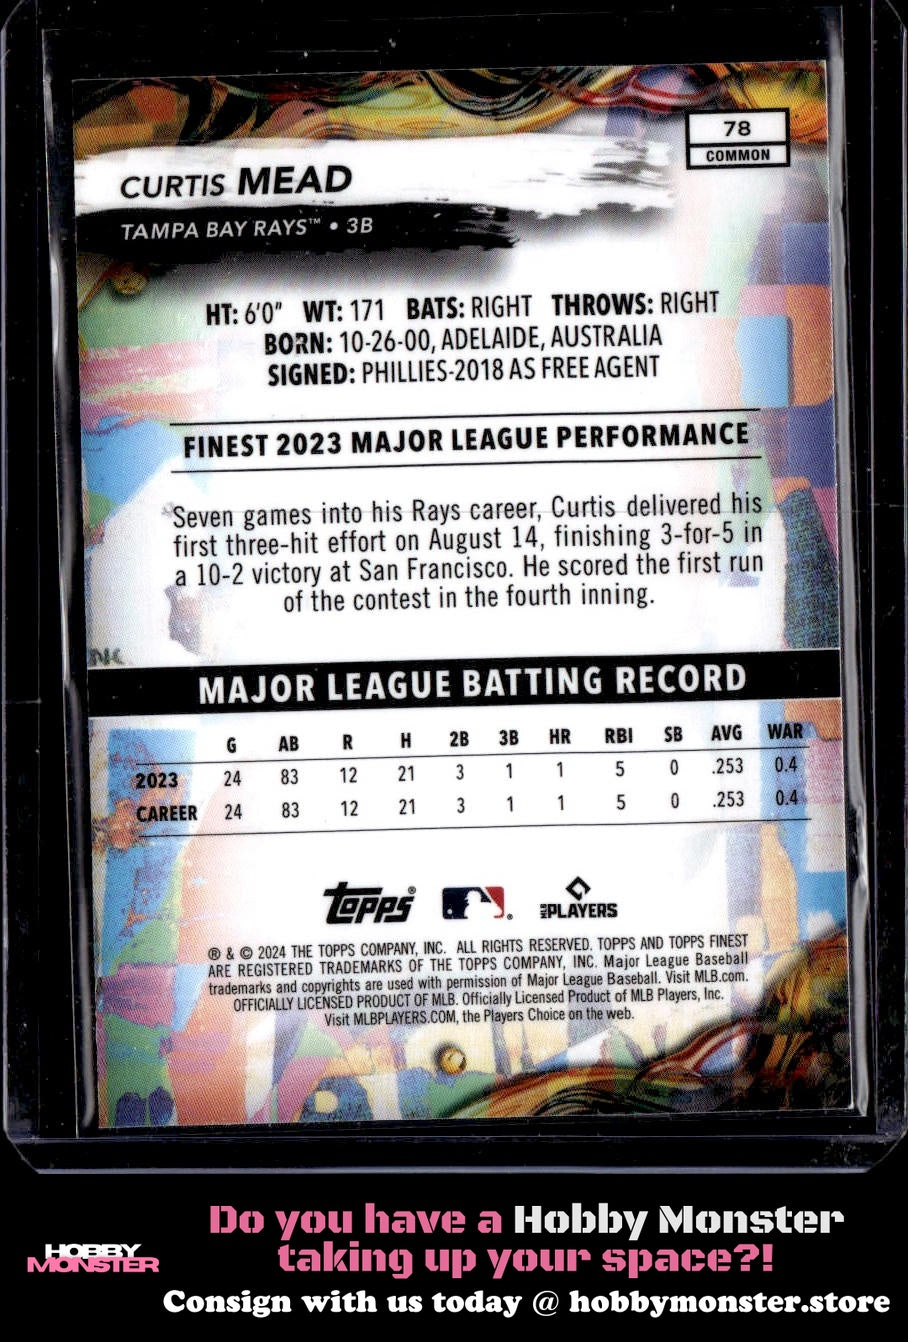 78
COMMON
CURTIS MEAD
TAMPA BAY RAYS™ • 3B
HT: 6'0" WT: 171 BATS: RIGHT THROWS: RIGHT
BORN: 10-26-00, ADELAIDE, AUSTRALIA
SIGNED: PHILLIES-2018 AS FREE AGENT
FINEST 2023 MAJOR LEAGUE PERFORMANCE
Seven games into his Rays career, Curtis delivered his
first three-hit effort on August 14, finishing 3-for-5 in
a 10-2 victory at San Francisco. He scored the first run
of the contest in the fourth inning.
MAJOR LEAGUE BATTING RECORD
G AB R H 2B 3B HR RBI SB AVG WAR
2023 24 83 12 21 3 1 1 5 0 .253 0.4
CAREER 24 83 12 21 3 1 1 5 0 .253 0.4
Topps® ® MLB PLAYERS
® & © 2024 THE TOPPS COMPANY, INC. ALL RIGHTS RESERVED. TOPPS AND TOPPS FINEST
ARE REGISTERED TRADEMARKS OF THE TOPPS COMPANY, INC. Major League Baseball
trademarks and copyrights are used with permission of Major League Baseball. Visit MLB.com.
OFFICIALLY LICENSED PRODUCT OF MLB. Officially Licensed Product of MLB Players, Inc.
Visit MLBPLAYERS.COM, the Players Choice on the web.
HOBBY
MONSTER
Do you have a Hobby Monster
taking up your space?!
Consign with us today @ hobbymonster.store